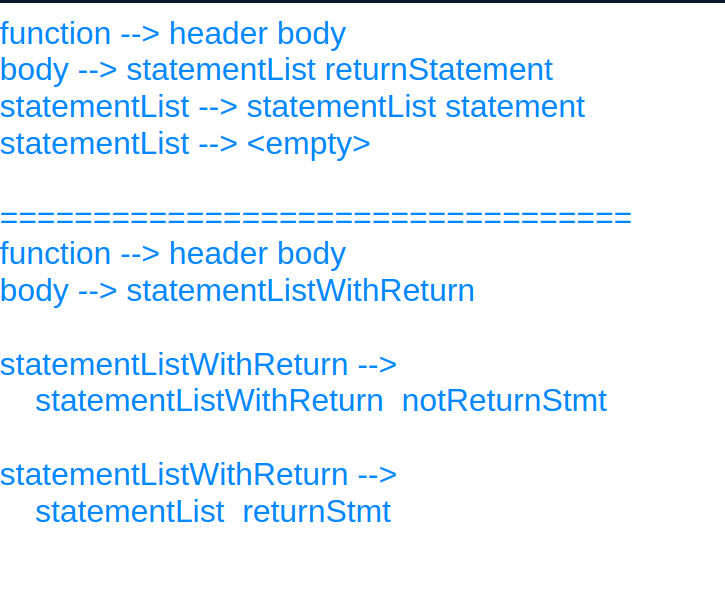 function --> header body
body --> statementList returnStatement
statementList --> statementList statement
statementList --> <empty>
==================================
function --> header body
body --> statementListWithReturn
statementListWithReturn -->
statementListWithReturn  notReturnStmt
statementListWithReturn -->
statementList  returnStmt